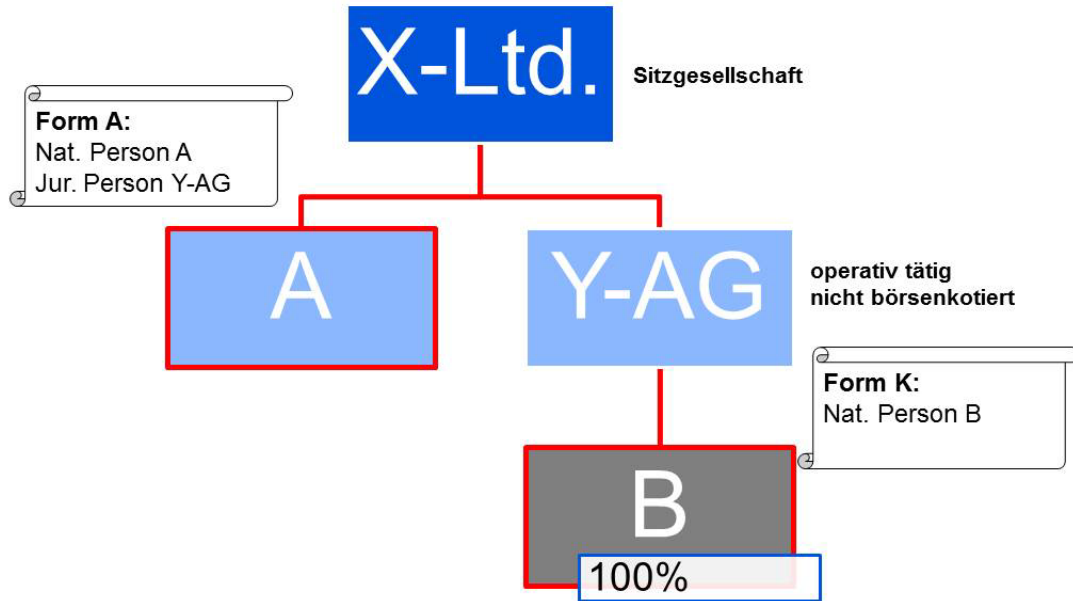 X-Ltd.
Sitzgesellschaft
Form A:
Nat. Person A
Jur. Person Y-AG
A
Y-AG
operativ tätig
nicht börsenkotiert
Form K:
Nat. Person B
B
100%